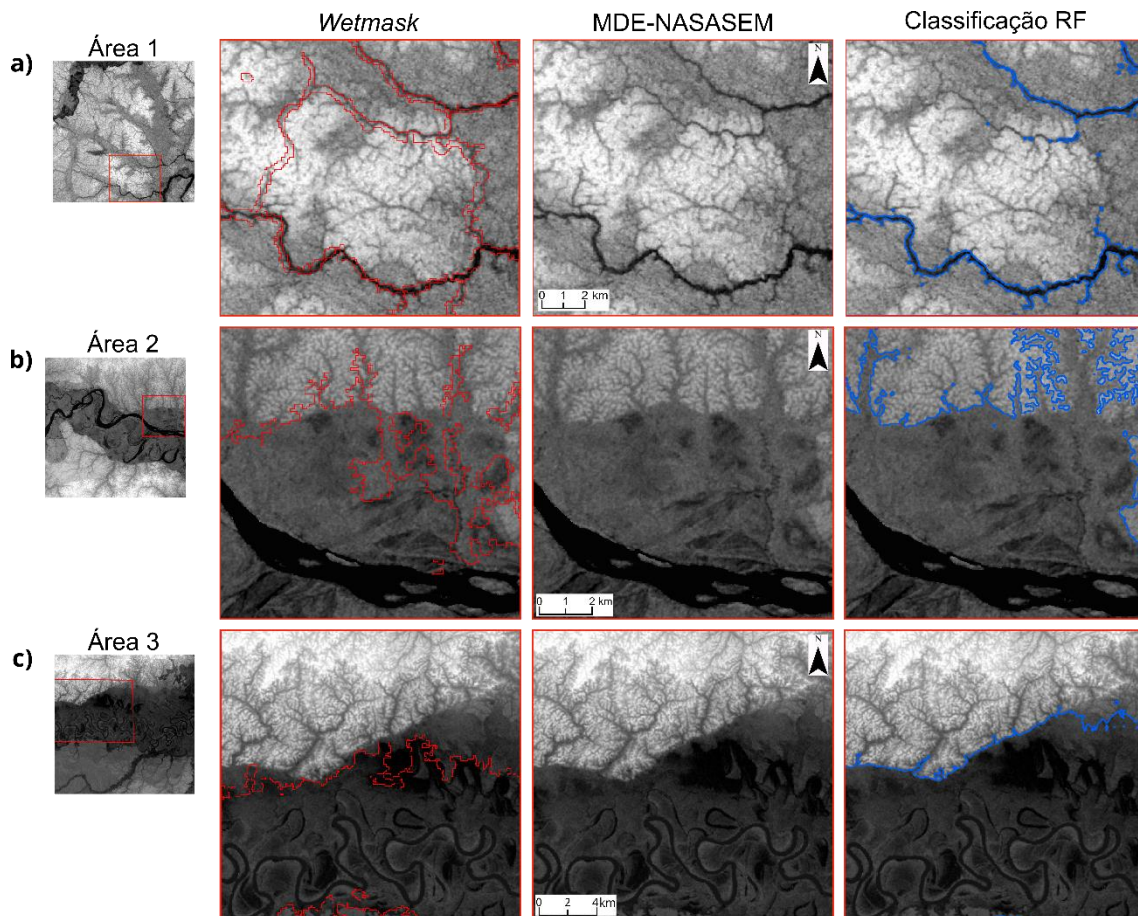 Wetmask
MDE-NASASEM
Classificação RF
a)
Área 1
N
0 1 2 km
b)
Área 2
N
0 1 2 km
c)
Área 3
N
0 2 4 km